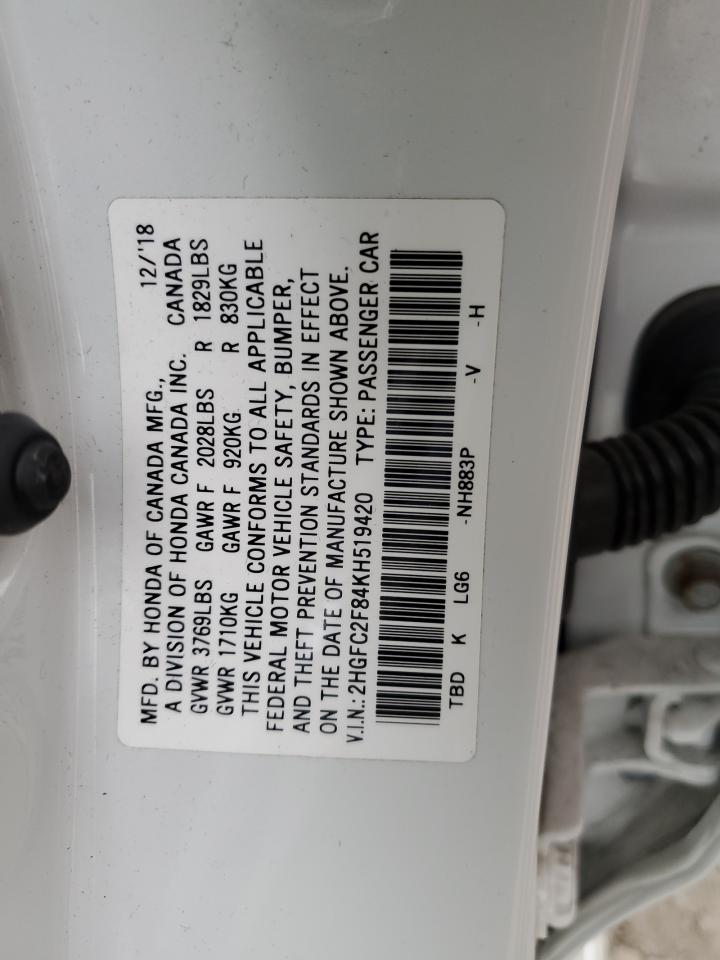 MFD. BY HONDA OF CANADA MFG., 12/'18
A DIVISION OF HONDA CANADA INC. CANADA
GVWR 3769LBS GAWR F 2028LBS R 1829LBS
GVWR 1710KG GAWR F 920KG R 830KG
THIS VEHICLE CONFORMS TO ALL APPLICABLE
FEDERAL MOTOR VEHICLE SAFETY, BUMPER,
AND THEFT PREVENTION STANDARDS IN EFFECT
ON THE DATE OF MANUFACTURE SHOWN ABOVE.
V.I.N.: 2HGFC2F84KH519420 TYPE: PASSENGER CAR
TBD K LG6 -NH883P -V -H